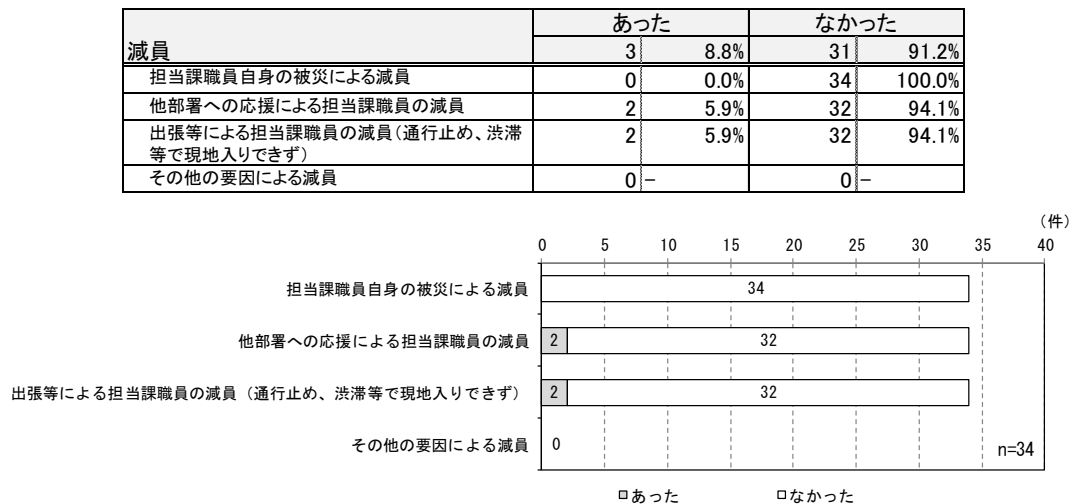 あった なかった
減員 3 8.8% 31 91.2%
担当課職員自身の被災による減員 0 0.0% 34 100.0%
他部署への応援による担当課職員の減員 2 5.9% 32 94.1%
出張等による担当課職員の減員(通行止め、渋滞 2 5.9% 32 94.1%
等で現地入りできず)
その他の要因による減員 0 - 0 -
(件)
0 5 10 15 20 25 30 35 40
担当課職員自身の被災による減員 34
他部署への応援による担当課職員の減員 2 32
出張等による担当課職員の減員(通行止め、渋滞等で現地入りできず) 2 32
その他の要因による減員 0
n=34
あった なかった